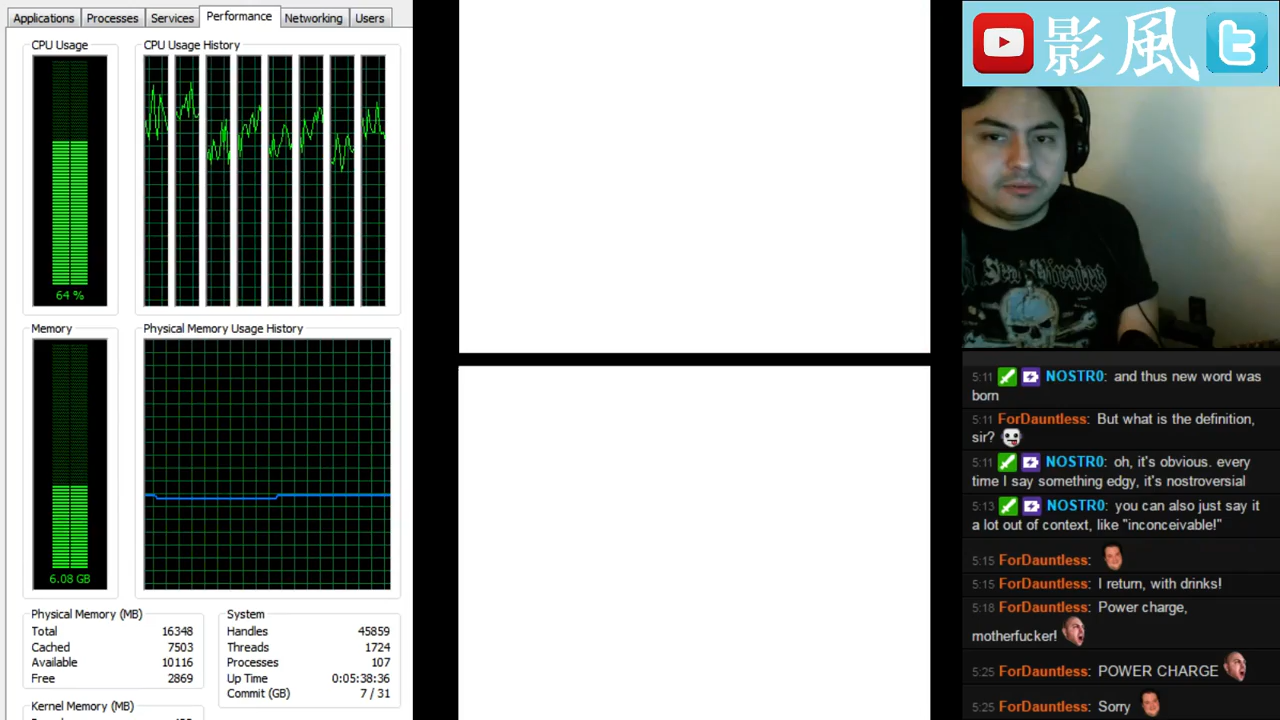 Applications Processes Services Performance Networking Users
CPU Usage
CPU Usage History
64 %
Memory
Physical Memory Usage History
6.08 GB
Physical Memory (MB)
Total 16348
Cached 7503
Available 10116
Free 2869
System
Handles 45859
Threads 1724
Processes 107
Up Time 0:05:38:36
Commit (GB) 7 / 31
Kernel Memory (MB)
影風
5:11 NOSTR0: and thus new word was
born
5:11 ForDauntless: But what is the definition,
sir?
5:11 NOSTR0: oh, it's obvious. every
time I say something edgy, it's nostroversial
5:13 NOSTR0: you can also just say it
a lot out of context, like "inconceivable!"
5:15 ForDauntless:
5:15 ForDauntless: I return, with drinks!
5:18 ForDauntless: Power charge,
motherfucker!
5:25 ForDauntless: POWER CHARGE
5:25 ForDauntless: Sorry